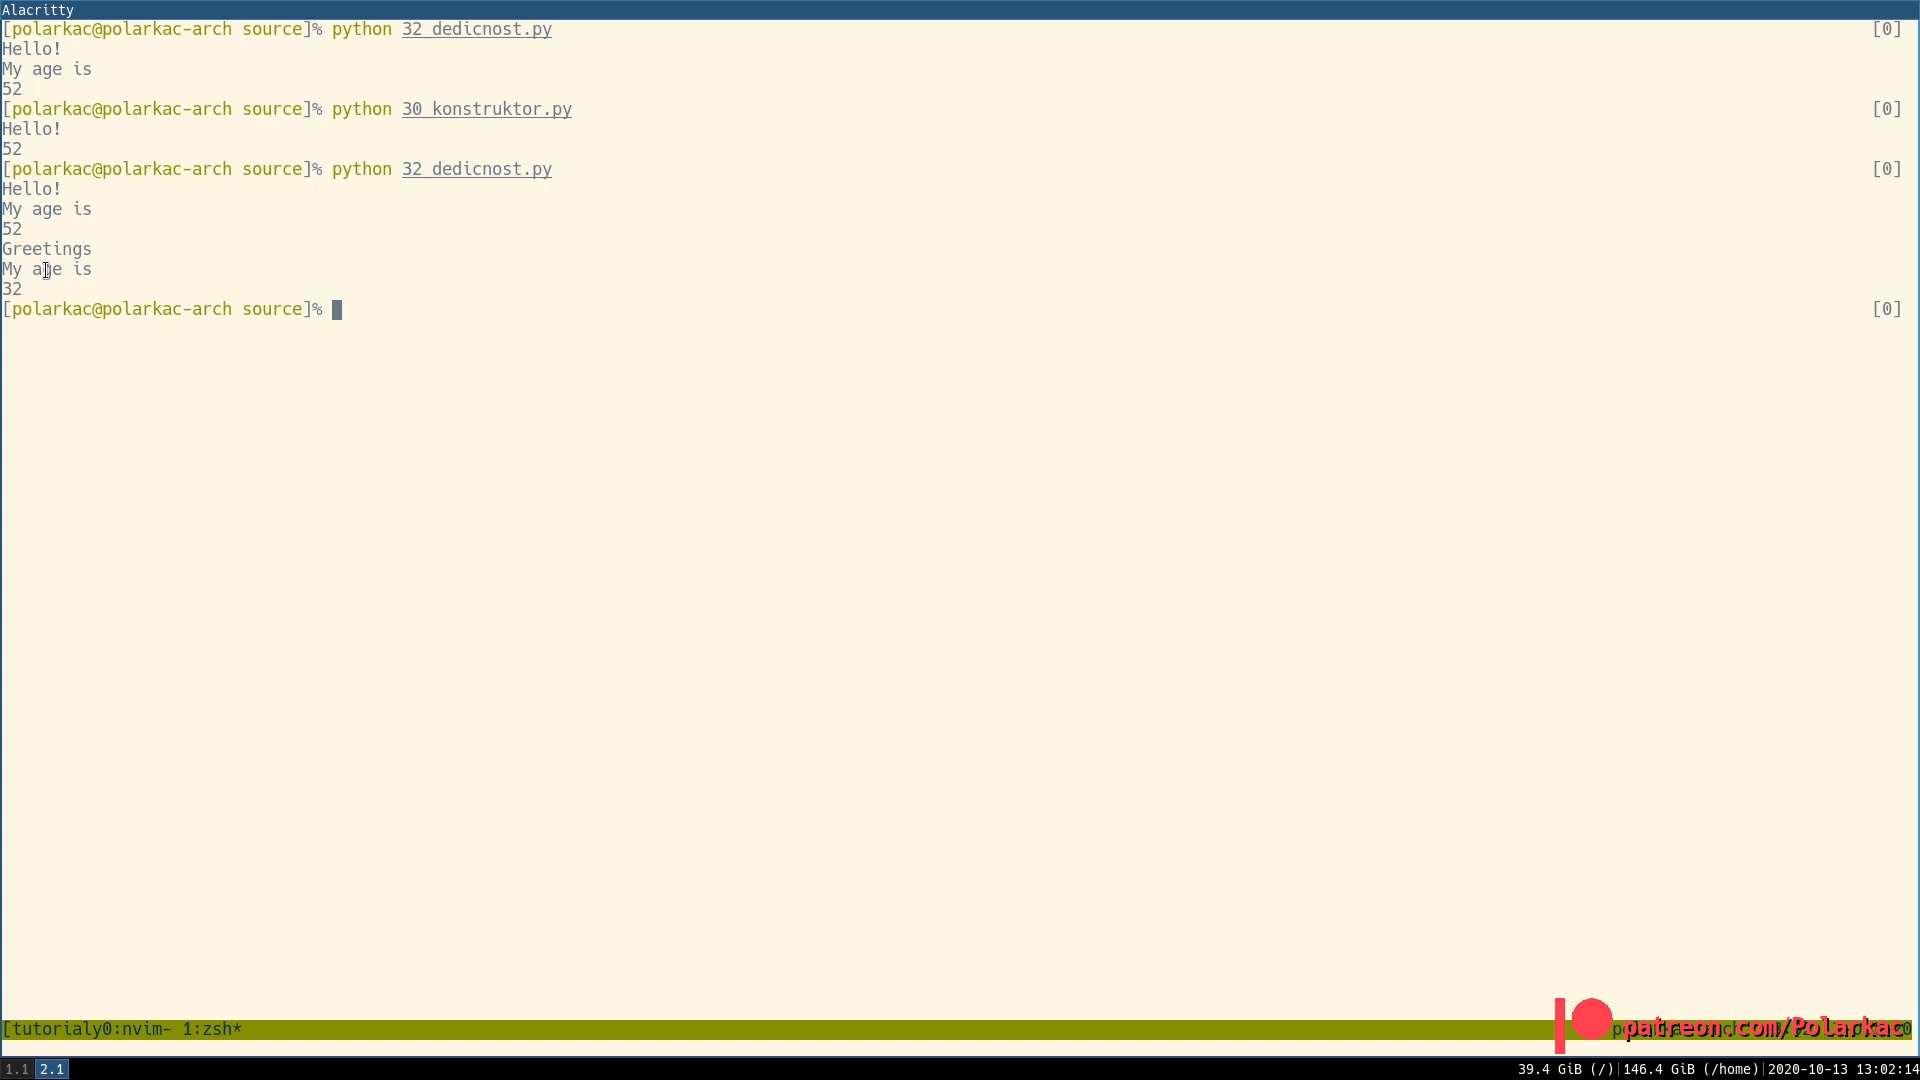 Alacritty
[polarkac@polarkac-arch source]% python 32_dedicnost.py [0]
Hello!
My age is
52
[polarkac@polarkac-arch source]% python 30_konstruktor.py [0]
Hello!
52
[polarkac@polarkac-arch source]% python 32_dedicnost.py [0]
Hello!
My age is
52
Greetings
My age is
32
[polarkac@polarkac-arch source]% [0]
[tutorialy0:nvim- 1:zsh*
patreon.com/Polarkac
1.1 2.1 39.4 GiB (/)|146.4 GiB (/home)|2020-10-13 13:02:14